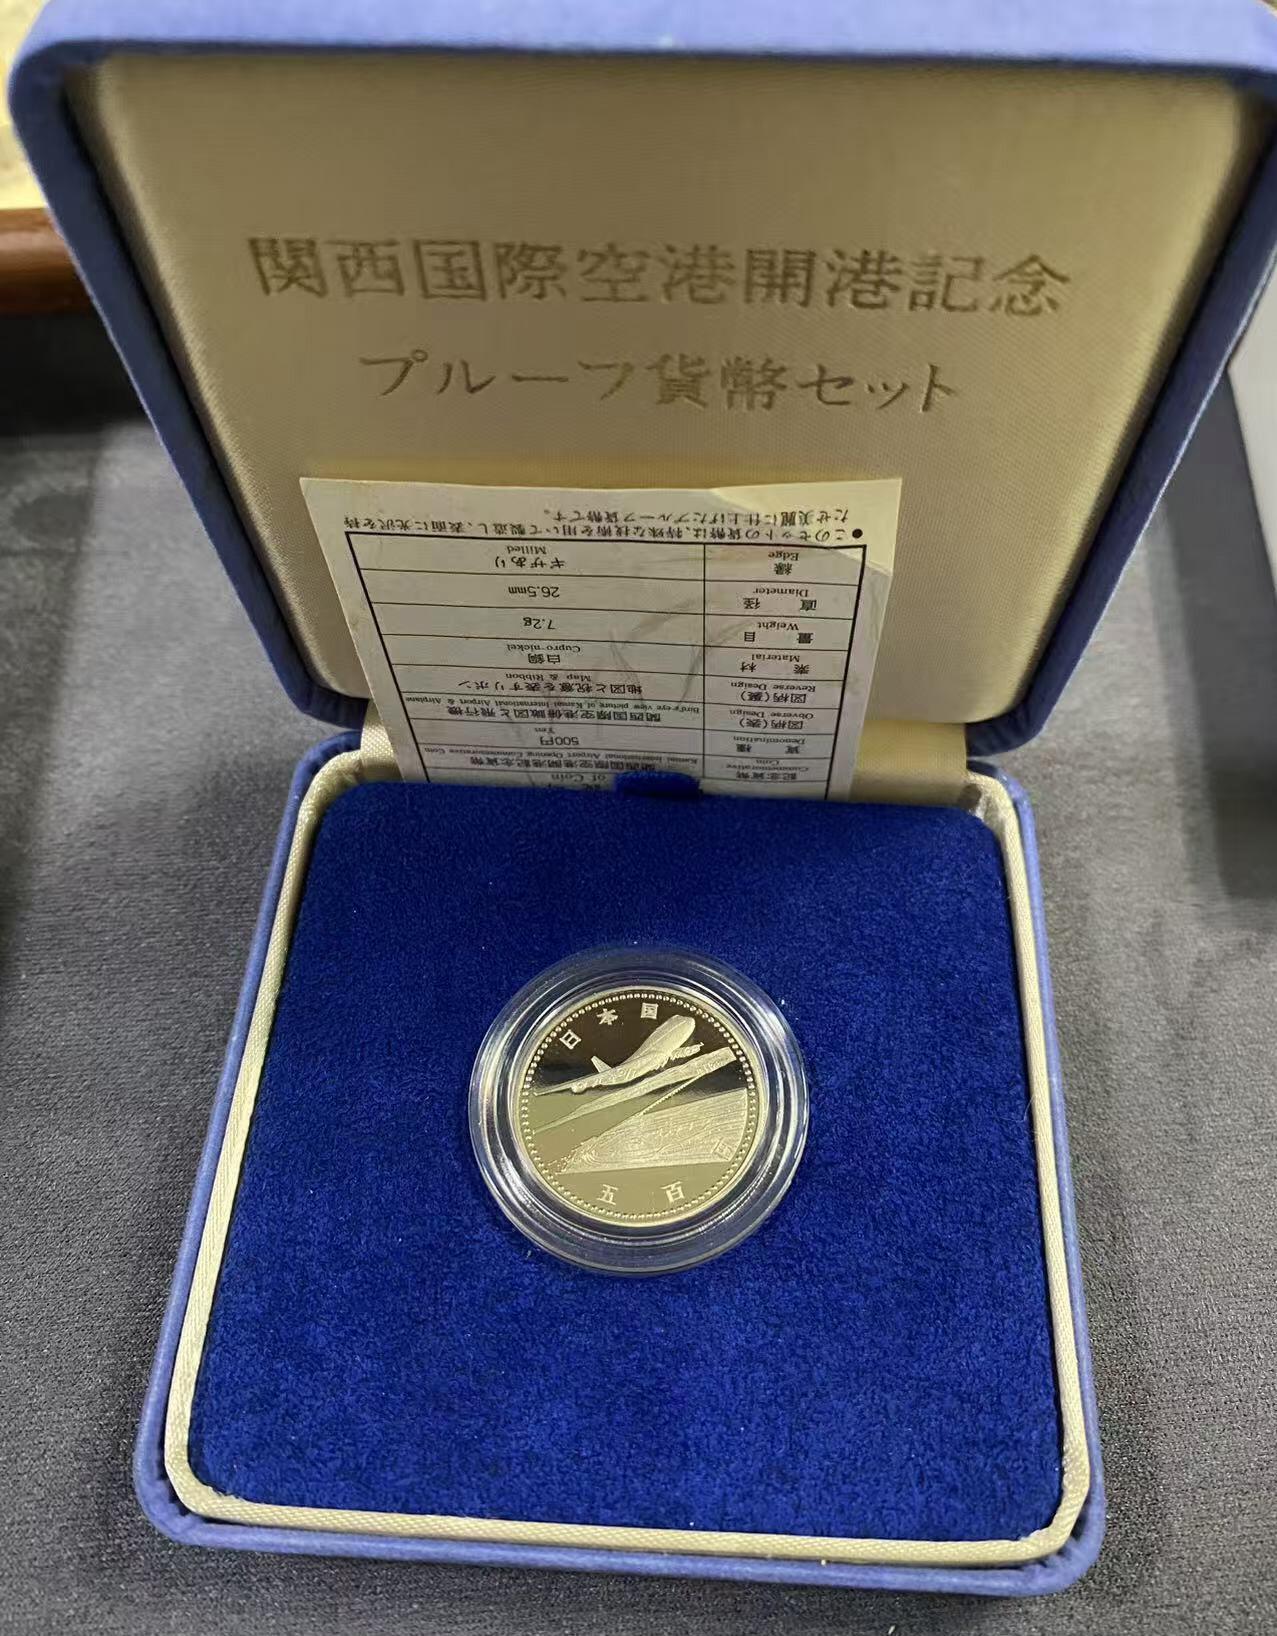 関西国際空港開港記念
プルーフ貨幣セット
記念貨幣 関西国際空港開港記念貨幣
Commemorative Coin Kansai International Airport Opening Commemorative Coin
貨種 500円
Denomination Yen
図柄(表) 関西国際空港俯瞰図と飛行機
Obverse Design Bird's-eye view picture of Kansai International Airport & Airplane
図柄(裏) 地図と祝意を表すリボン
Reverse Design Map & Ribbon
素材 白銅
Material Cupro-nickel
量目 7.2g
Weight
直径 26.5mm
Diameter
縁 ギザあり
Edge Milled
●このセットの貨幣は、特殊な技術を用いて製造し、表面に光沢を持
たせ美麗に仕上げたプルーフ貨幣です。
日本国
五百円